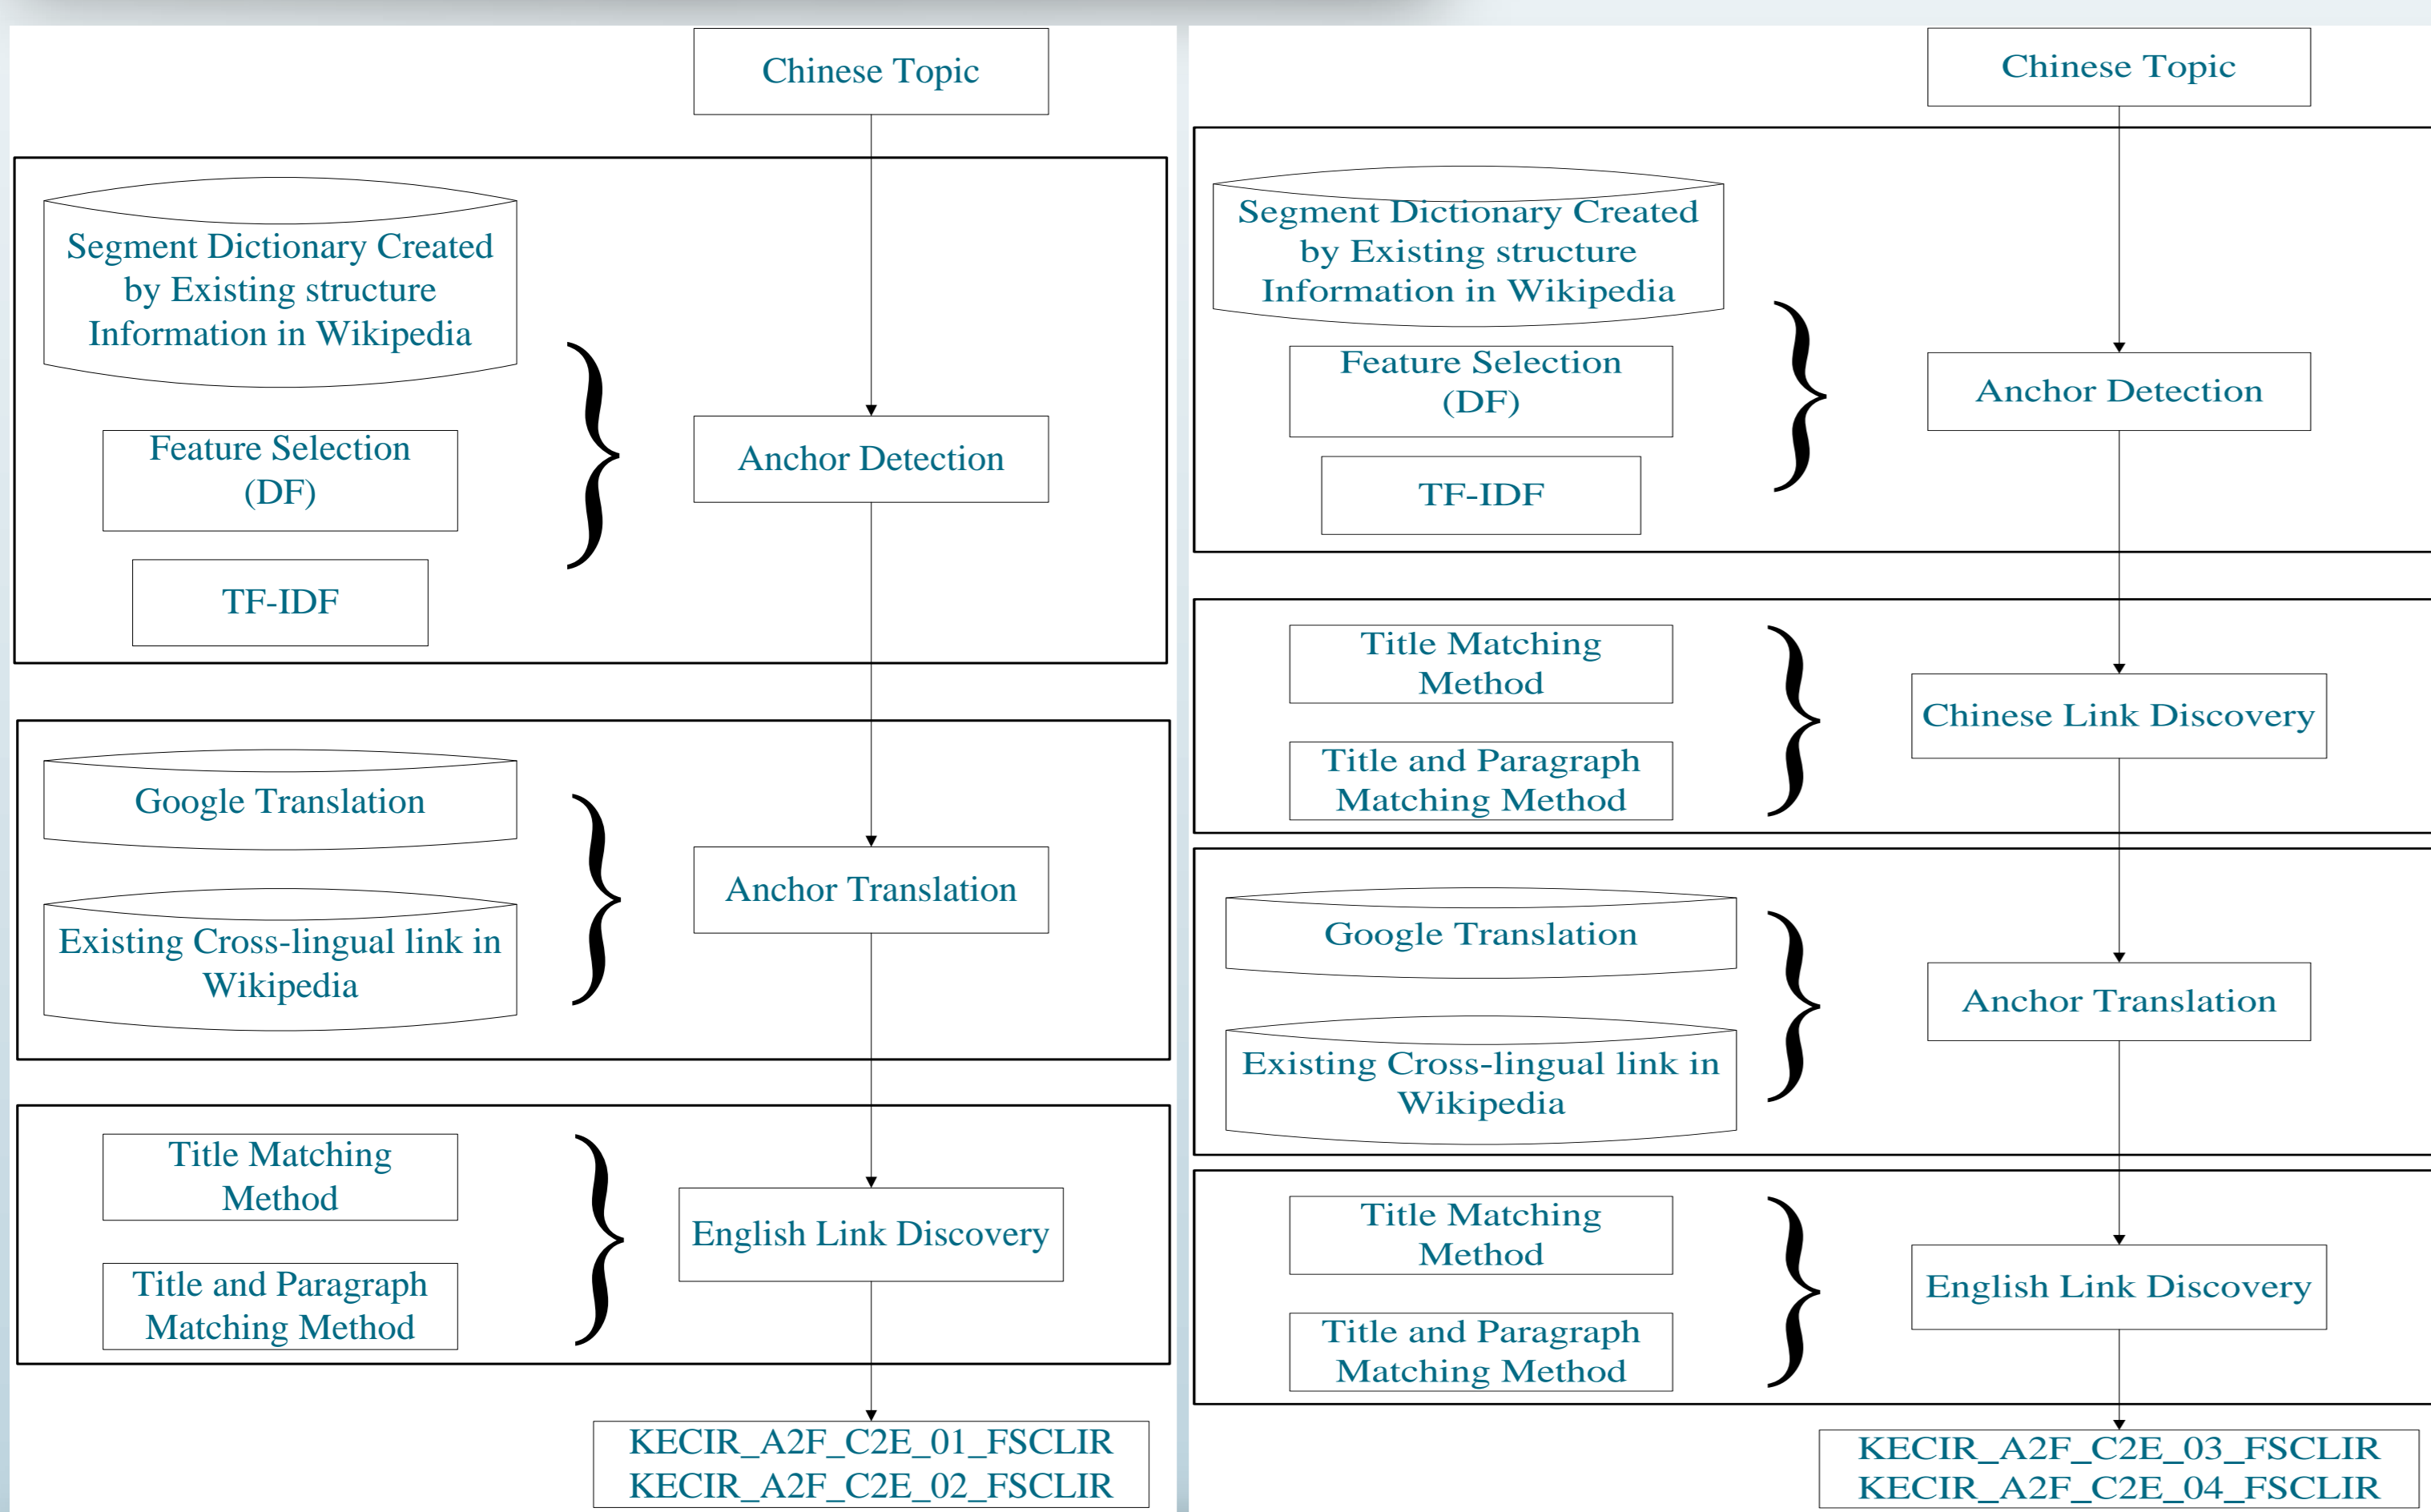 Chinese Topic
Segment Dictionary Created
by Existing structure
Information in Wikipedia
Feature Selection
(DF)
TF-IDF
Anchor Detection
Google Translation
Existing Cross-lingual link in
Wikipedia
Anchor Translation
Title Matching
Method
Title and Paragraph
Matching Method
English Link Discovery
KECIR_A2F_C2E_01_FSCLIR
KECIR_A2F_C2E_02_FSCLIR
Chinese Topic
Segment Dictionary Created
by Existing structure
Information in Wikipedia
Feature Selection
(DF)
TF-IDF
Anchor Detection
Title Matching
Method
Title and Paragraph
Matching Method
Chinese Link Discovery
Google Translation
Existing Cross-lingual link in
Wikipedia
Anchor Translation
Title Matching
Method
Title and Paragraph
Matching Method
English Link Discovery
KECIR_A2F_C2E_03_FSCLIR
KECIR_A2F_C2E_04_FSCLIR